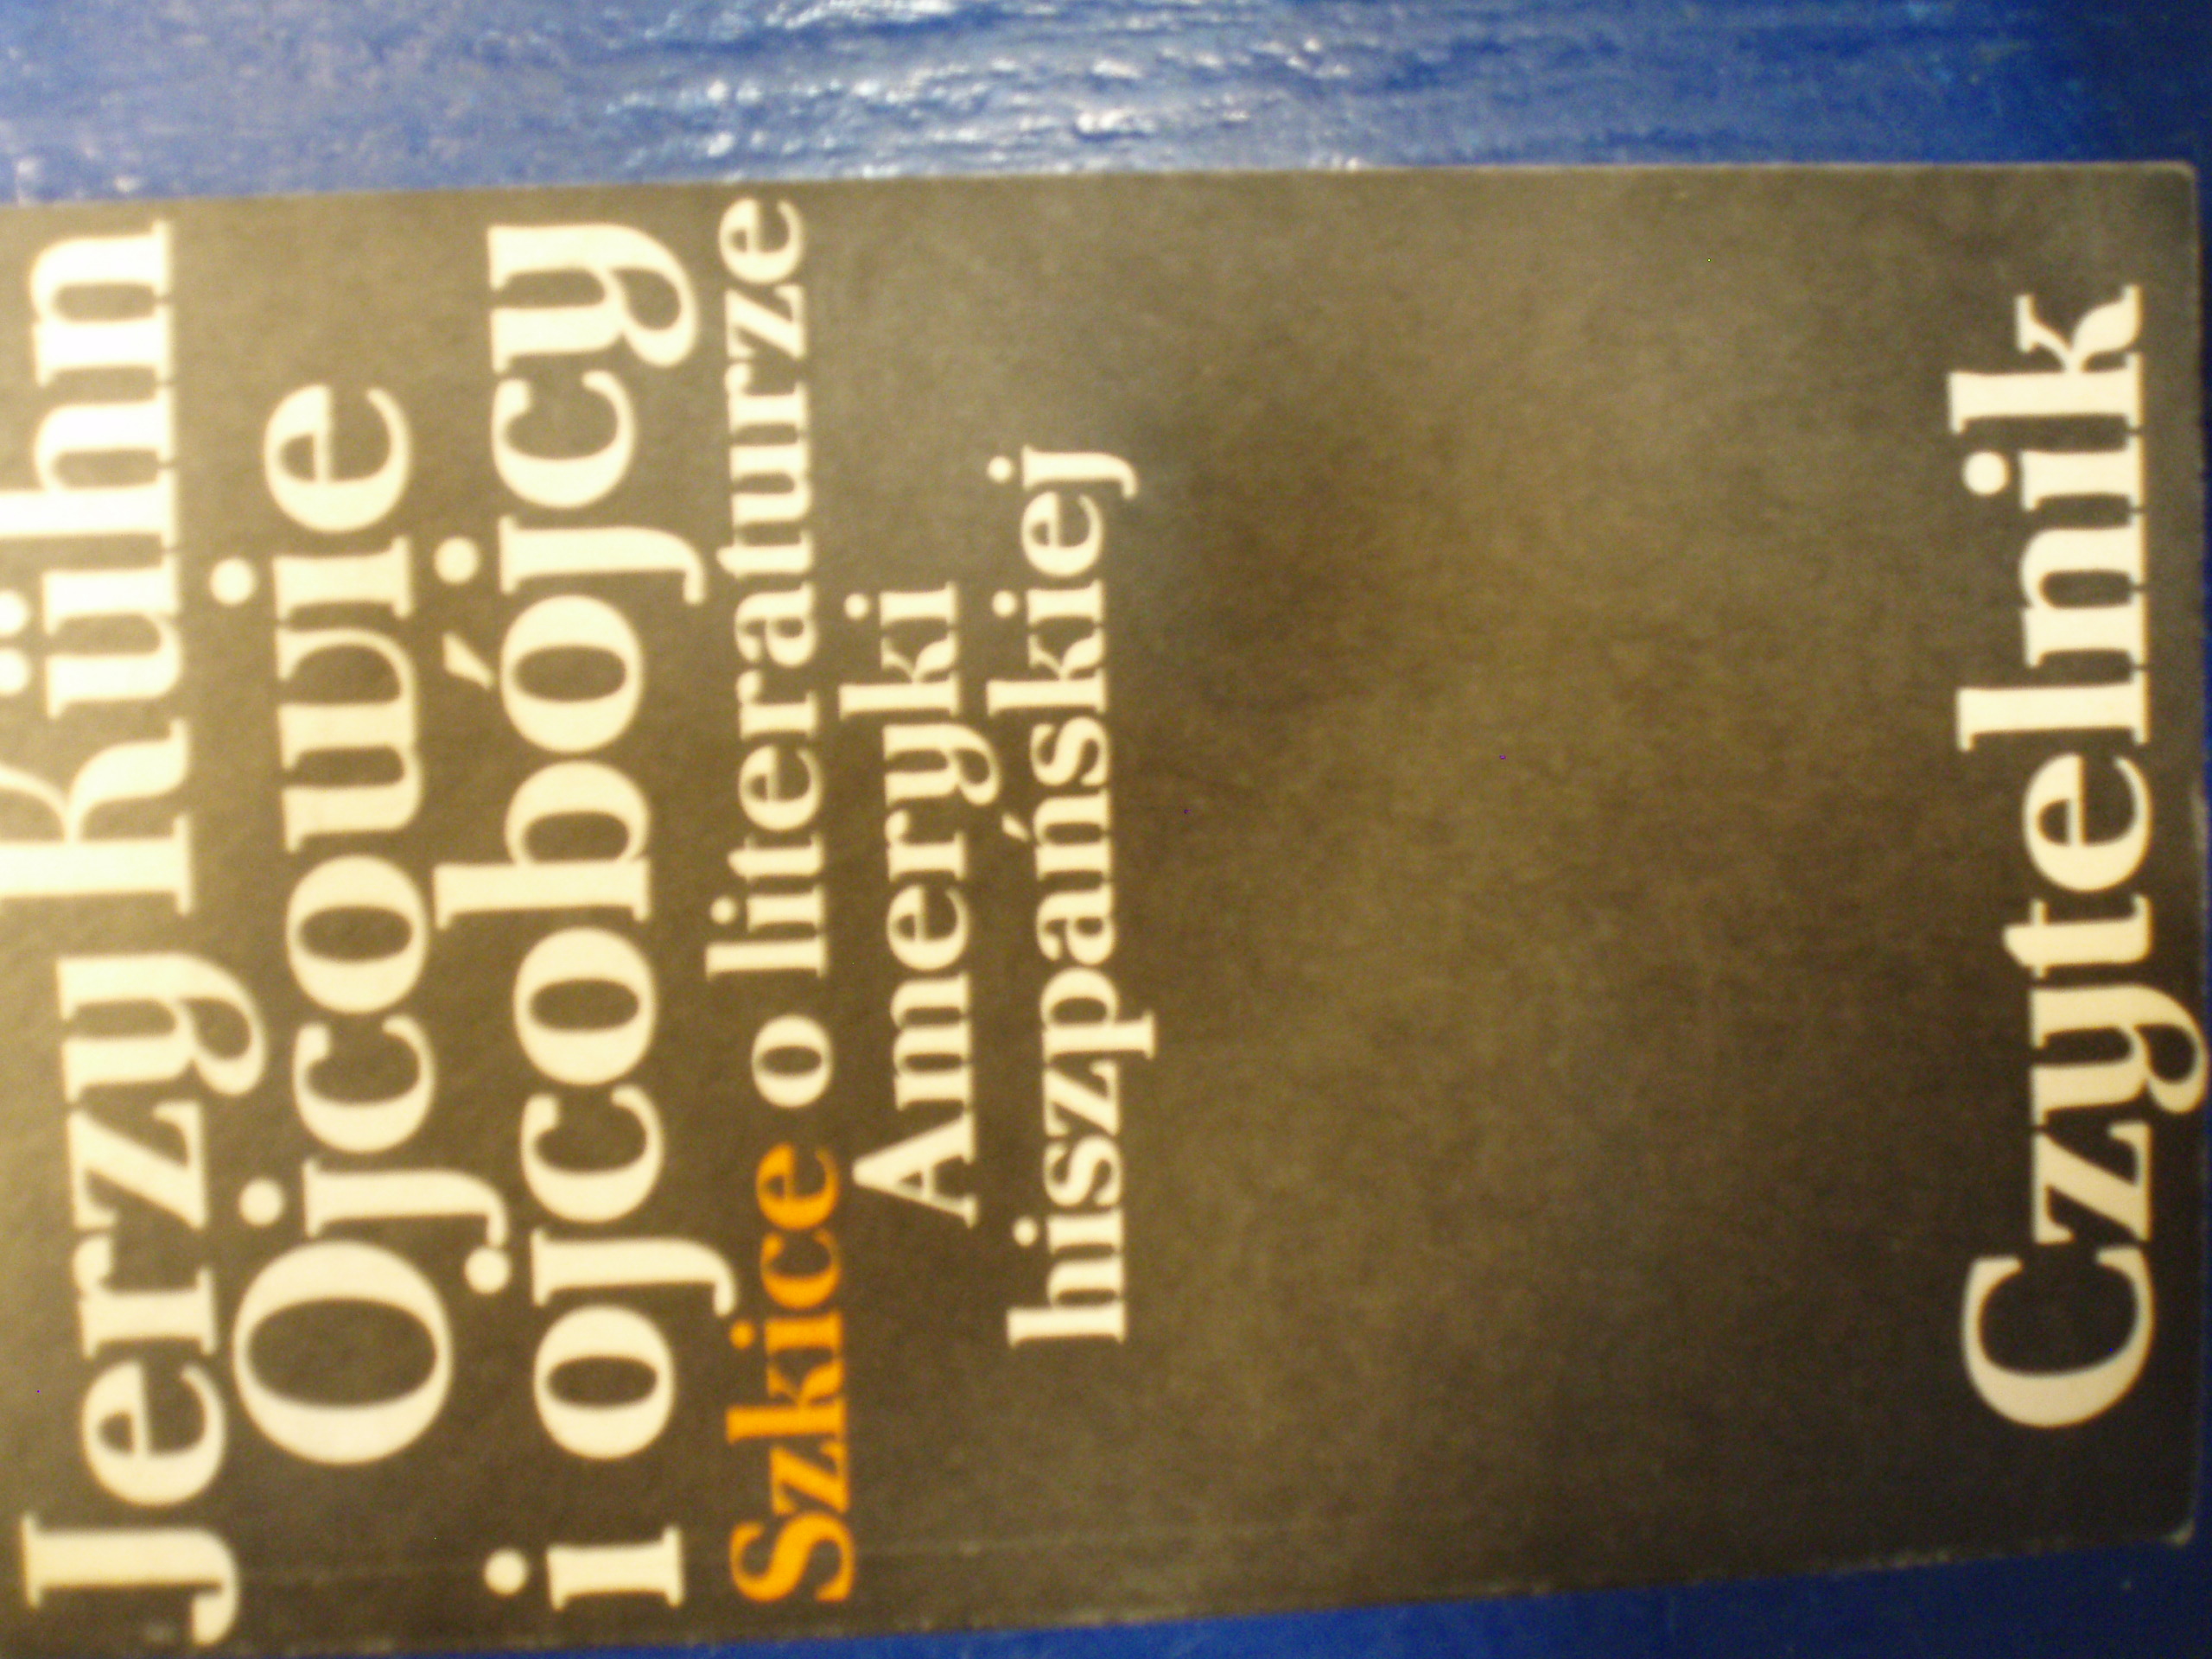 Jerzy Kühn
Ojcowie
i ojcobójcy
Szkice o literaturze
Ameryki
hiszpańskiej
Czytelnik